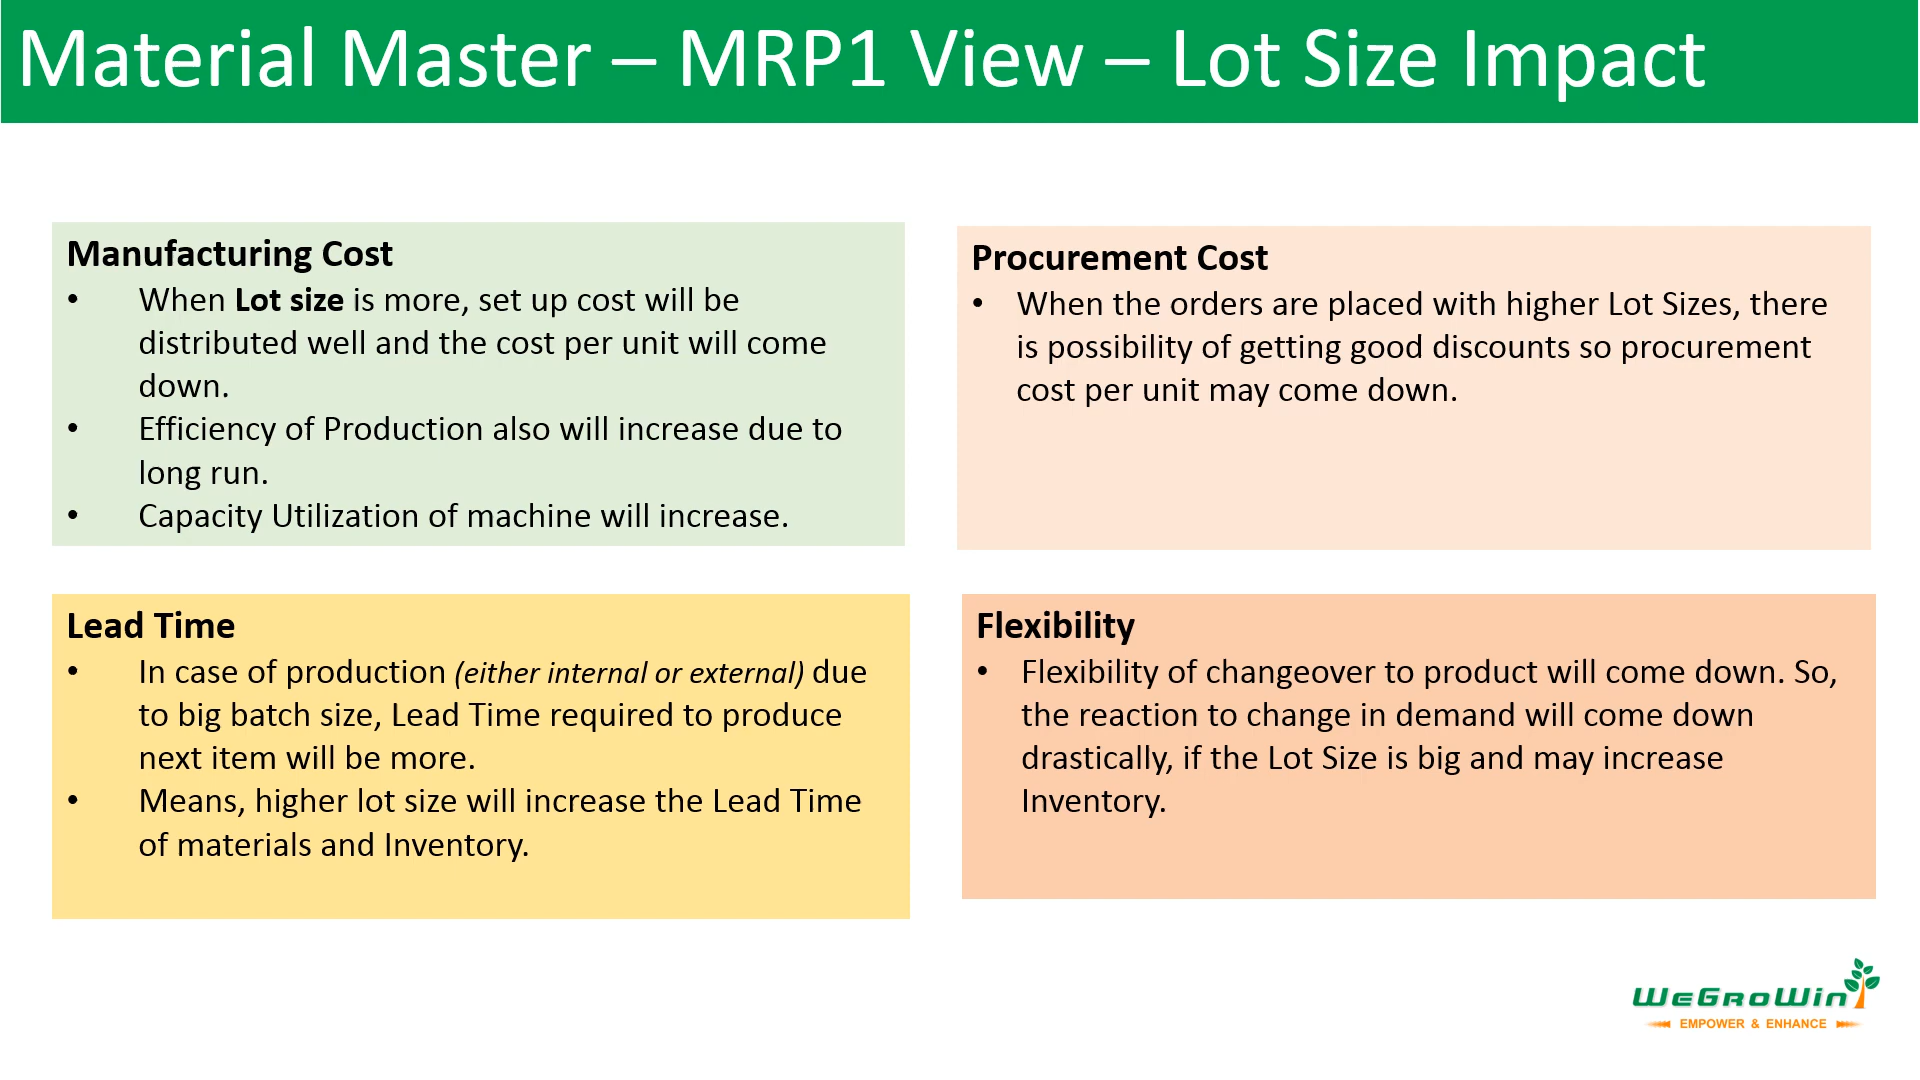 Material Master – MRP1 View – Lot Size Impact
Manufacturing Cost
• When Lot size is more, set up cost will be
distributed well and the cost per unit will come
down.
• Efficiency of Production also will increase due to
long run.
• Capacity Utilization of machine will increase.
Procurement Cost
• When the orders are placed with higher Lot Sizes, there
is possibility of getting good discounts so procurement
cost per unit may come down.
Lead Time
• In case of production (either internal or external) due
to big batch size, Lead Time required to produce
next item will be more.
• Means, higher lot size will increase the Lead Time
of materials and Inventory.
Flexibility
• Flexibility of changeover to product will come down. So,
the reaction to change in demand will come down
drastically, if the Lot Size is big and may increase
Inventory.
WeGroWin
EMPOWER & ENHANCE